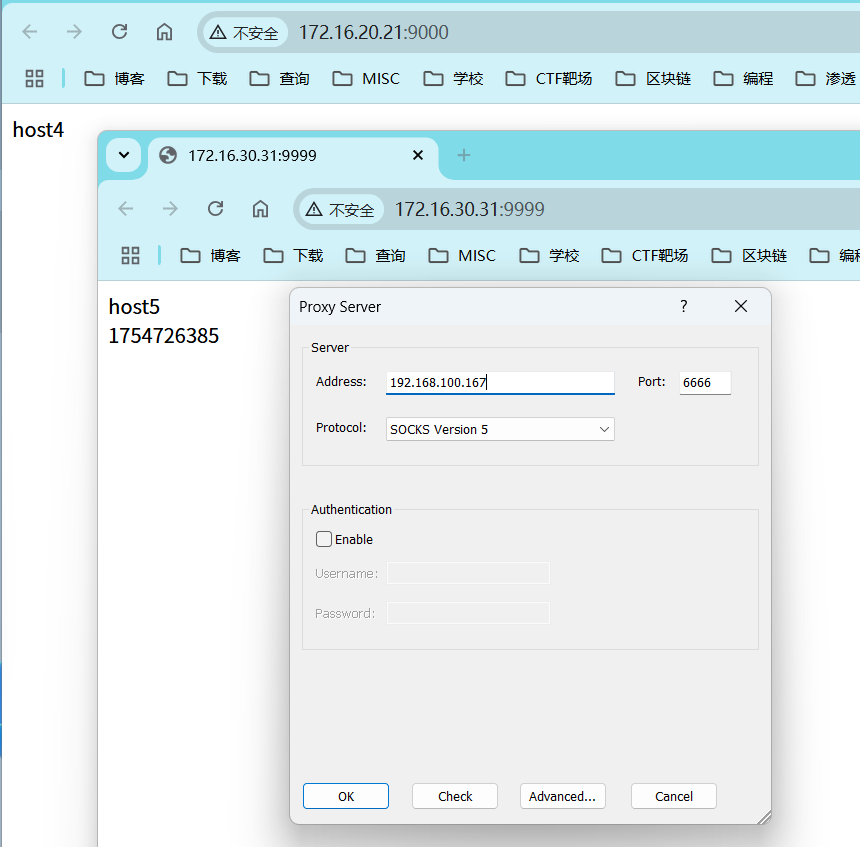 不安全 172.16.20.21:9000
博客 下载 查询 MISC 学校 CTF靶场 区块链 编程 渗透
host4
172.16.30.31:9999
不安全 172.16.30.31:9999
博客 下载 查询 MISC 学校 CTF靶场 区块链 编程
host5
1754726385
Proxy Server ?
Server
Address: 192.168.100.167 Port: 6666
Protocol: SOCKS Version 5
Authentication
Enable
Username:
Password:
OK Check Advanced... Cancel